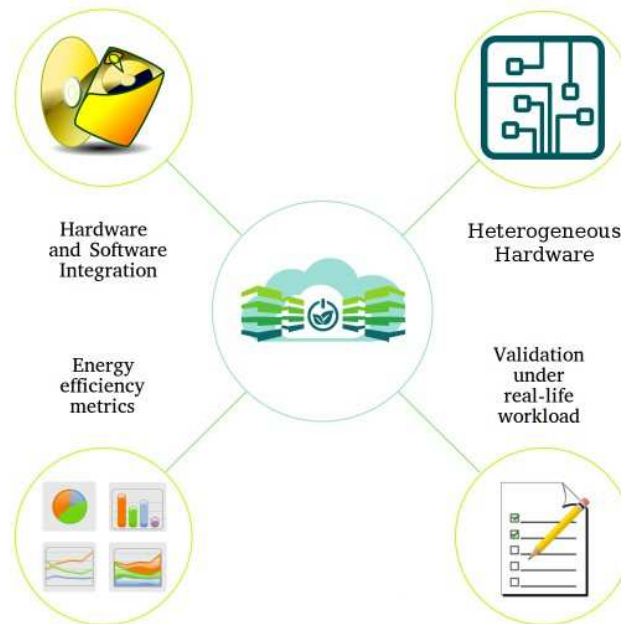 Hardware
and Software
Integration
Heterogeneous
Hardware
Energy
efficiency
metrics
Validation
under
real-life
workload